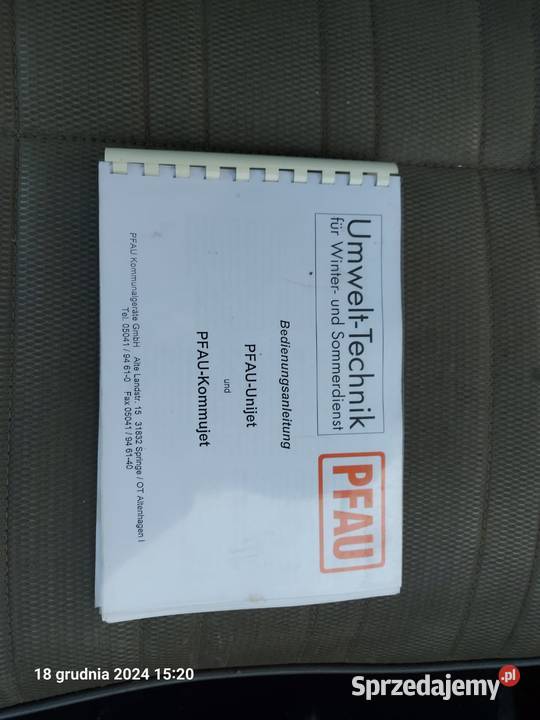 Umwelt-Technik
für Winter- und Sommerdienst
PFAU
Bedienungsanleitung
PFAU-Unijet
und
PFAU-Kommujet
PFAU Kommunalgeräte GmbH Alte Landstr. 15 31832 Springe / OT Altenhagen I
Tel. 05041 / 94 61-0 Fax 05041 / 94 61-40
18 grudnia 2024 15:20
Sprzedajemy.pl